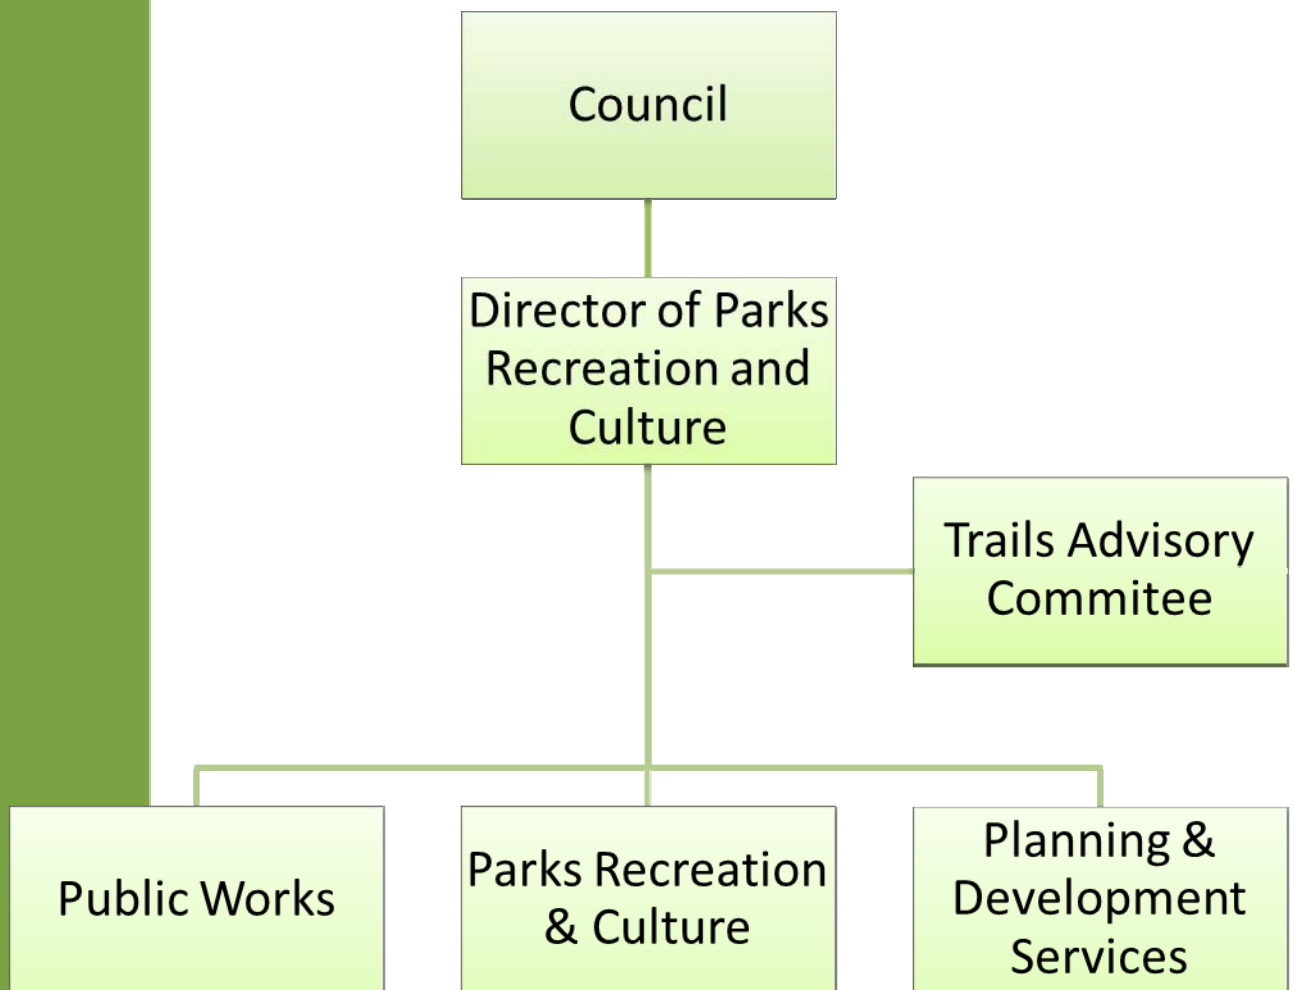 Council
Director of Parks
Recreation and
Culture
Trails Advisory
Commitee
Public Works
Parks Recreation
& Culture
Planning &
Development
Services